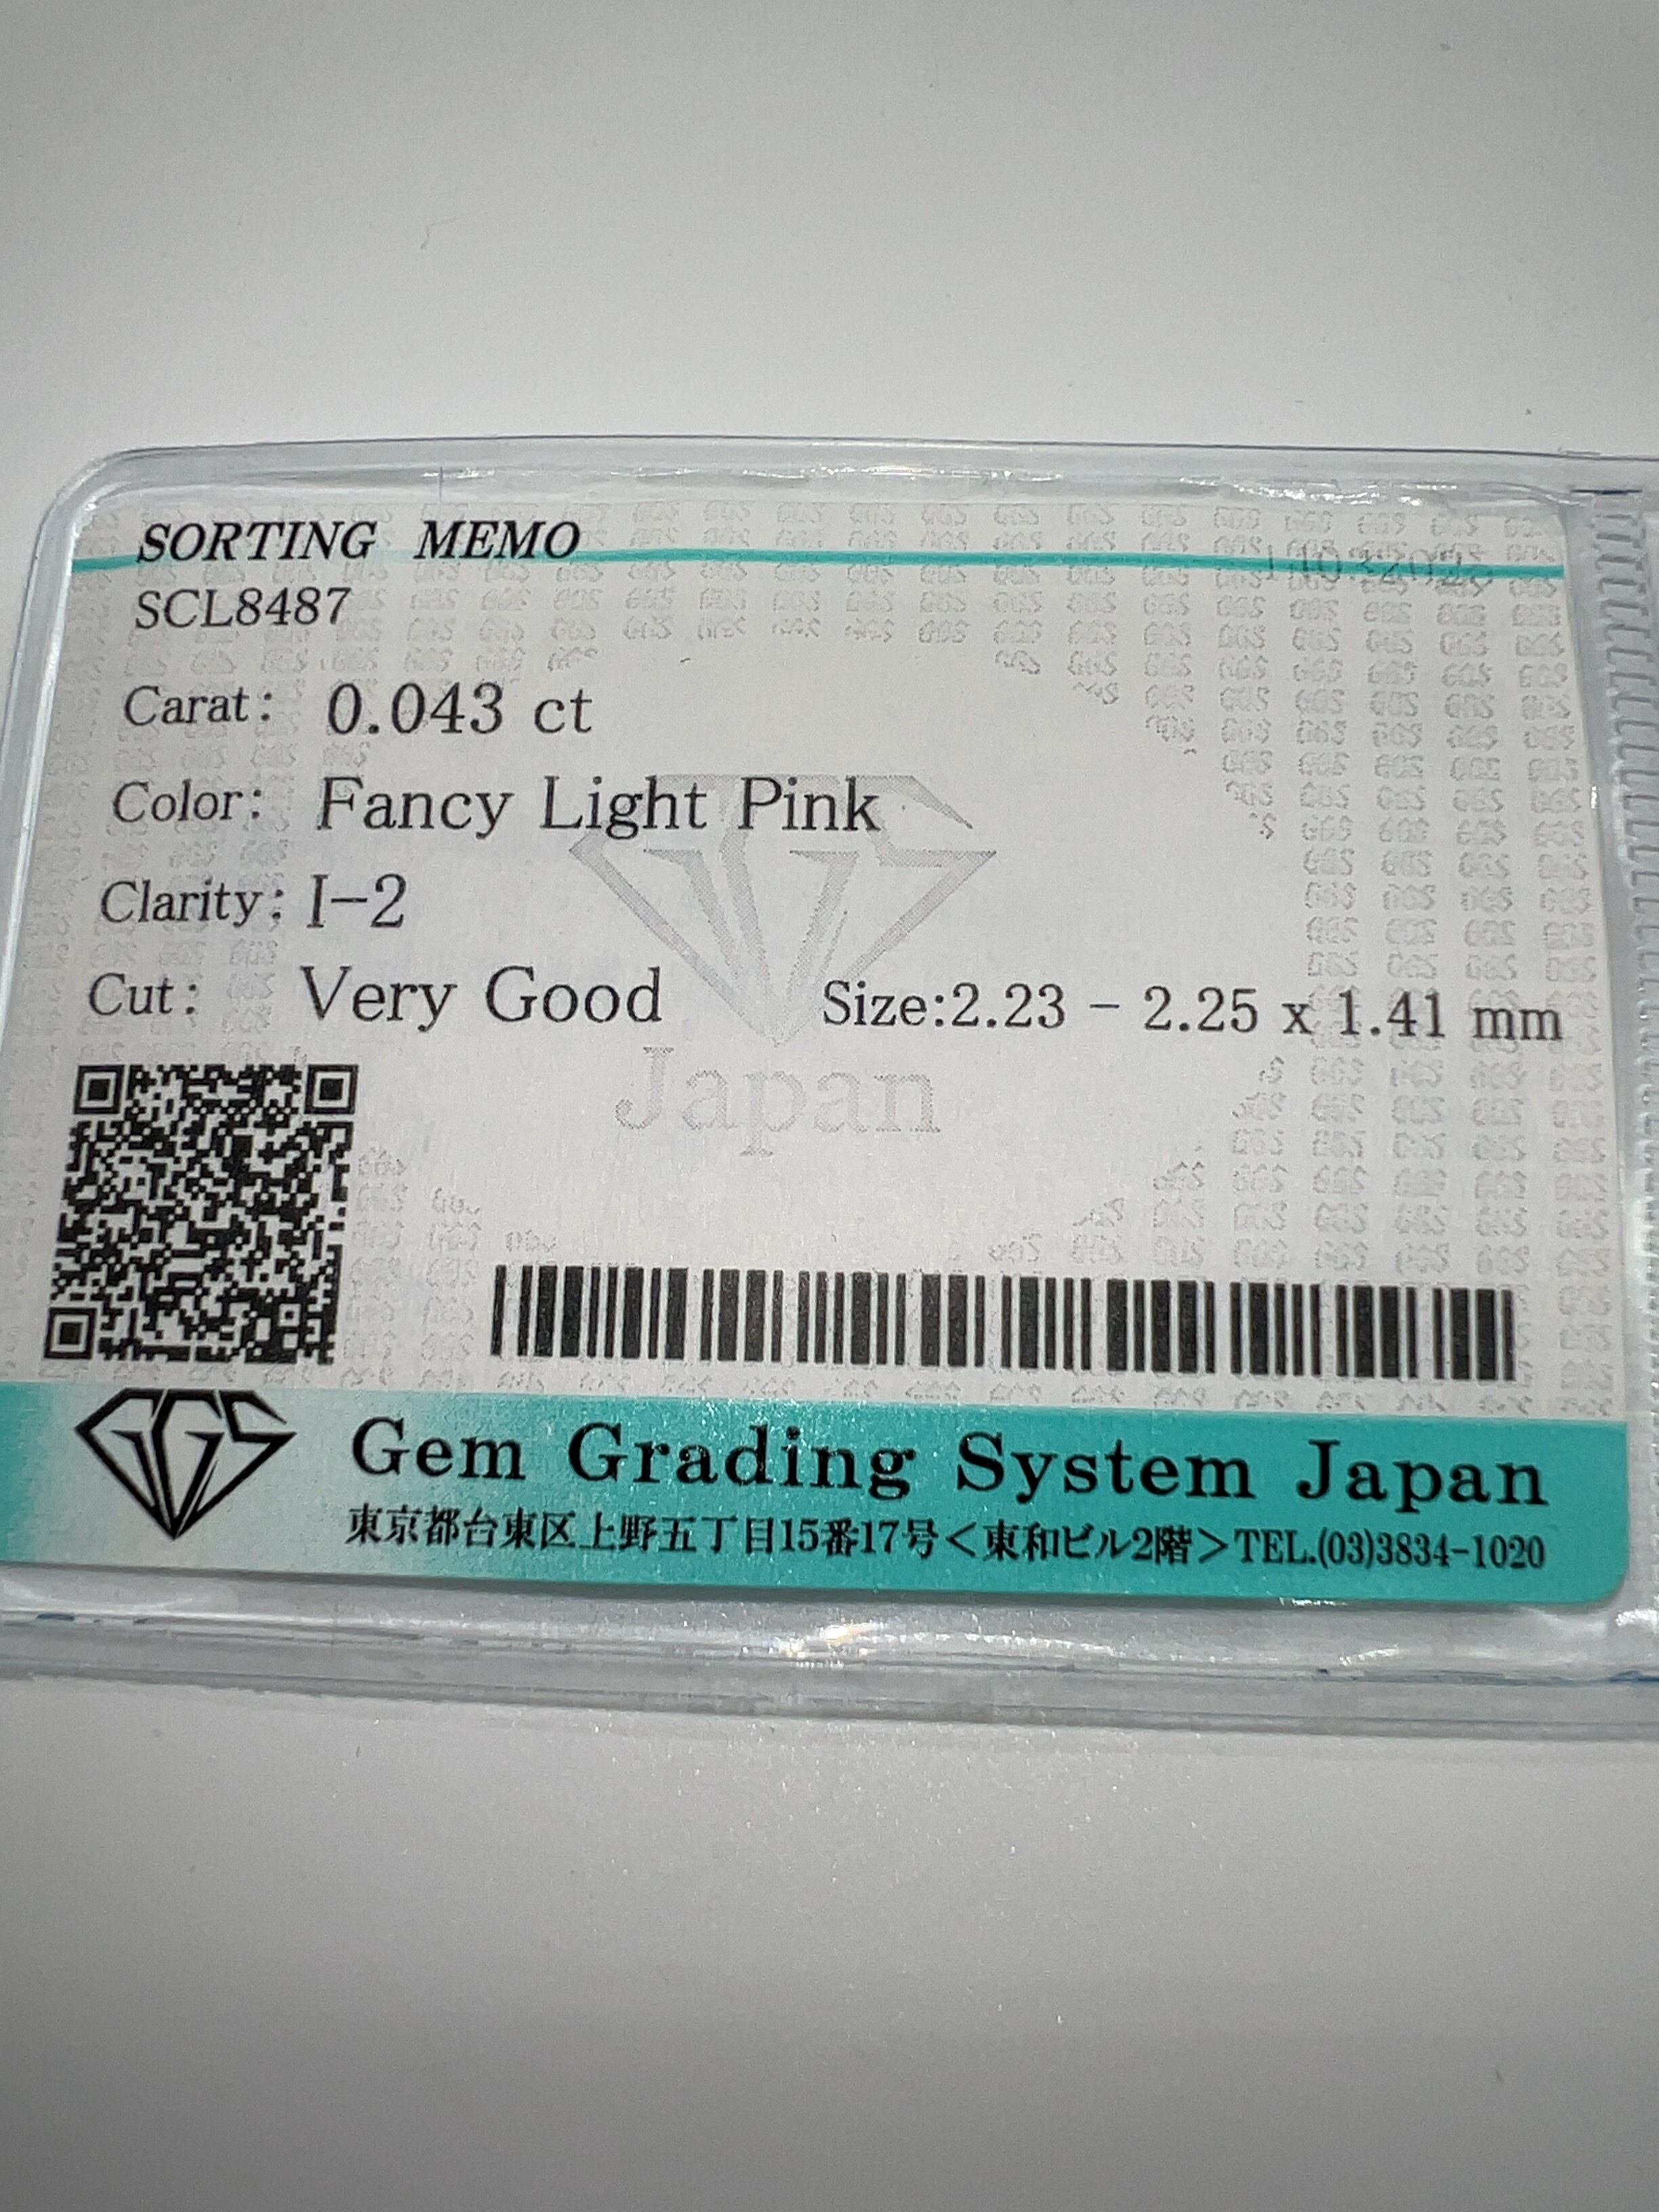 SORTING MEMO
SCL8487
Carat: 0.043 ct
Color: Fancy Light Pink
Clarity: I-2
Cut: Very Good Size:2.23 - 2.25 x 1.41 mm
Japan
GGS Gem Grading System Japan
東京都台東区上野五丁目15番17号<東和ビル2階>TEL.(03)3834-1020